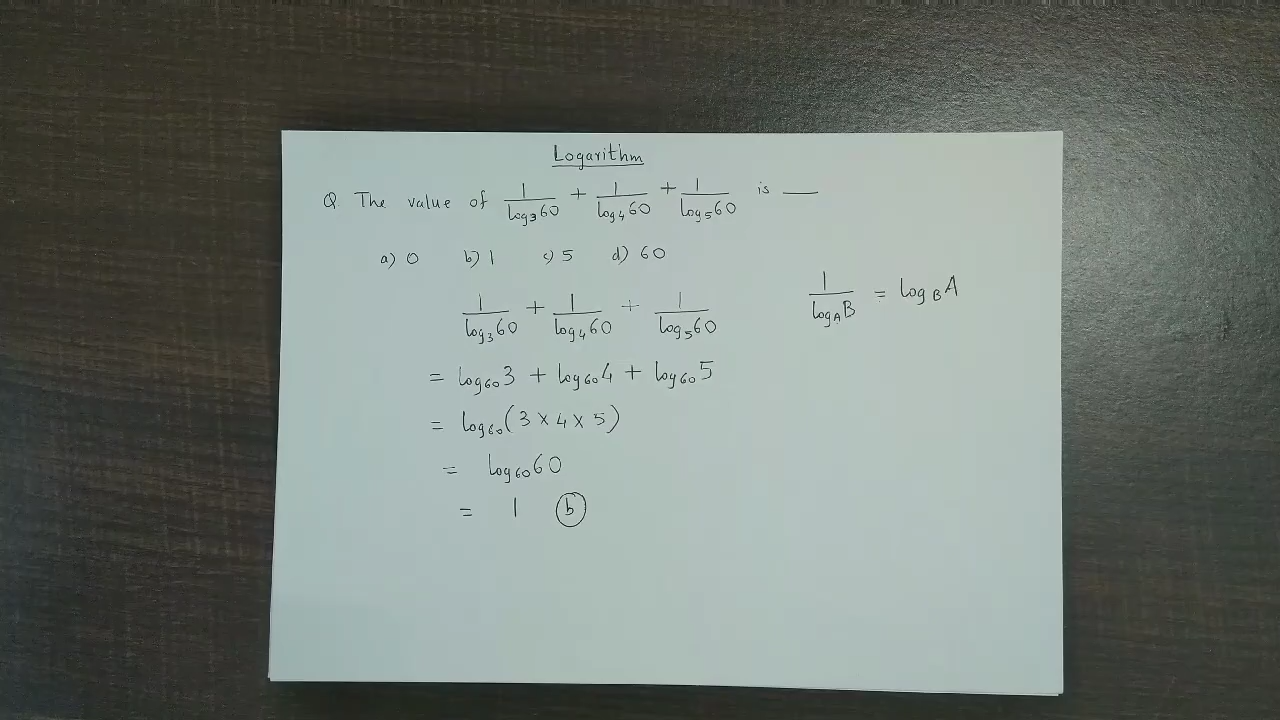 Logarithm
Q The value of 1/log₃60 + 1/log₄60 + 1/log₅60 is ___
a) 0 b) 1 c) 5 d) 60
1/log₃60 + 1/log₄60 + 1/log₅60
1/log_A B = log_B A
= log₆₀3 + log₆₀4 + log₆₀5
= log₆₀(3 × 4 × 5)
= log₆₀60
= 1 (b)